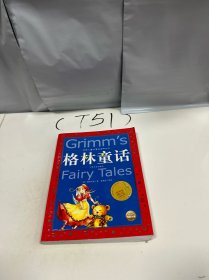 (T51)
Grimm's
格林童话
Fairy Tales